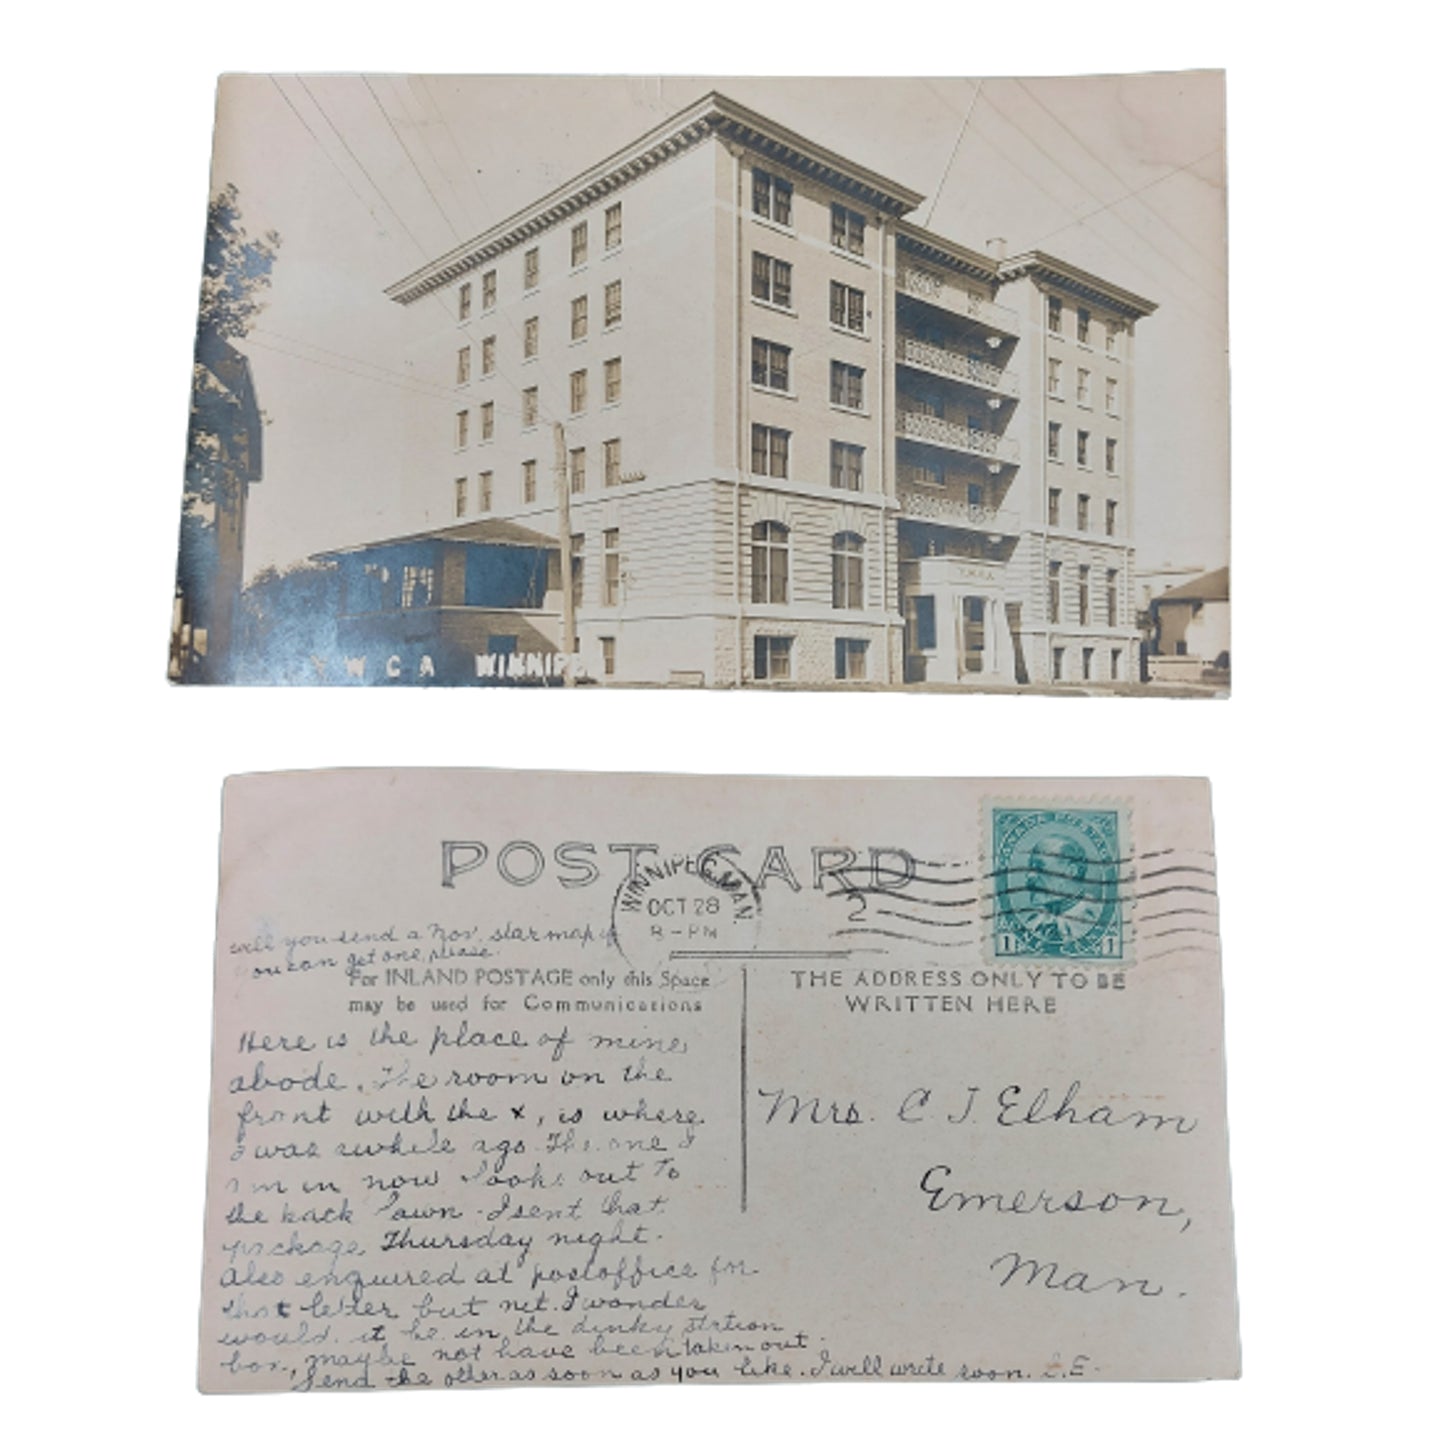 Y.W.C.A.
Y W C A WINNIPEG
POST CARD
WINNIPEG, MAN.
OCT 28
8 - PM
2
CANADA POSTAGE
1 1
will you send a Nov. star map if
you can get one, please.
For INLAND POSTAGE only this Space
may be used for Communications
THE ADDRESS ONLY TO BE
WRITTEN HERE
Here is the place of mine
abode. The room on the
front with the x, is where
I was awhile ago. The one I
am in now looks out to
the back lawn. I sent that
package Thursday night.
Also enquired at postoffice for
that letter but not. I wonder
would it be in the dinky station
box, maybe not have been taken out.
Send the other as soon as you like. I will write soon. E.E.
Mrs. C. J. Elham
Emerson,
Man.